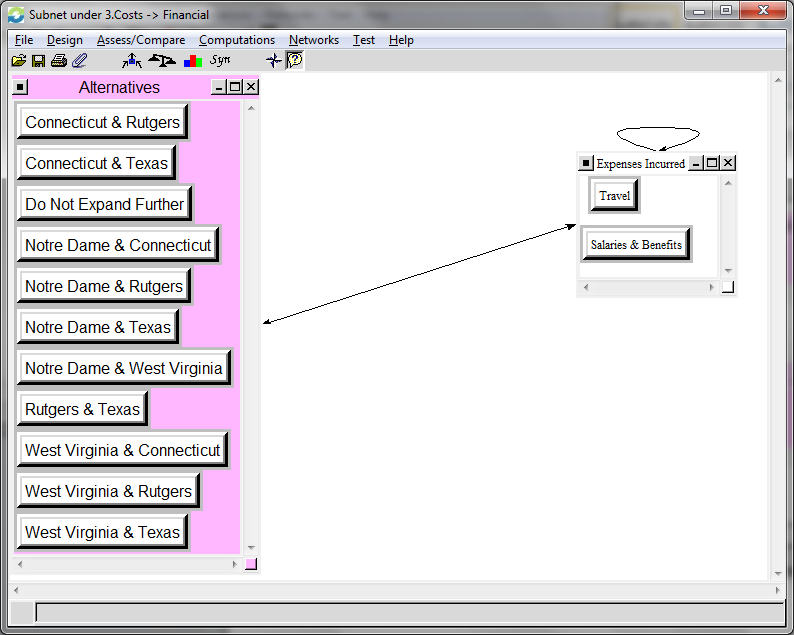 Subnet under 3.Costs -> Financial
File Design Assess/Compare Computations Networks Test Help
Syn
Alternatives
Connecticut & Rutgers
Connecticut & Texas
Do Not Expand Further
Notre Dame & Connecticut
Notre Dame & Rutgers
Notre Dame & Texas
Notre Dame & West Virginia
Rutgers & Texas
West Virginia & Connecticut
West Virginia & Rutgers
West Virginia & Texas
Expenses Incurred
Travel
Salaries & Benefits